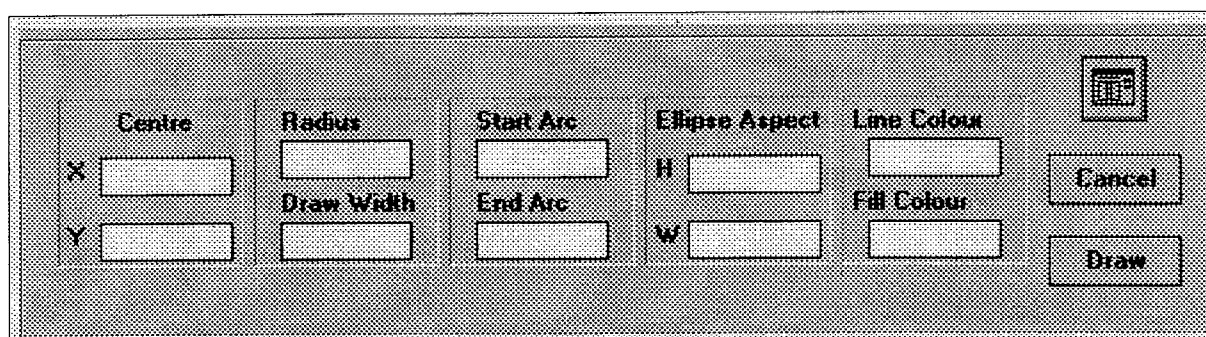 Centre
X
Y
Radius
Draw Width
Start Arc
End Arc
Ellipse Aspect
H
W
Line Colour
Fill Colour
Cancel
Draw